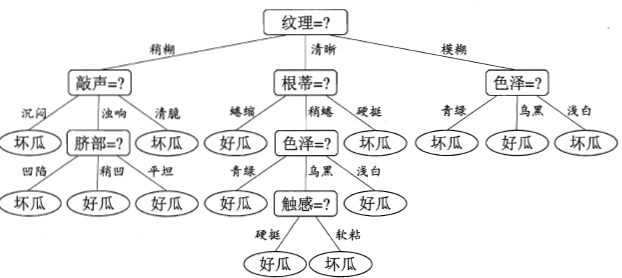 纹理=?
稍糊 清晰 模糊
敲声=? 根蒂=? 色泽=?
沉闷 浊响 清脆 蜷缩 稍蜷 硬挺 青绿 乌黑 浅白
坏瓜 脐部=? 坏瓜 好瓜 色泽=? 坏瓜 坏瓜 好瓜 坏瓜
凹陷 稍凹 平坦 青绿 乌黑 浅白
坏瓜 好瓜 好瓜 好瓜 触感=? 好瓜
硬挺 软粘
好瓜 坏瓜